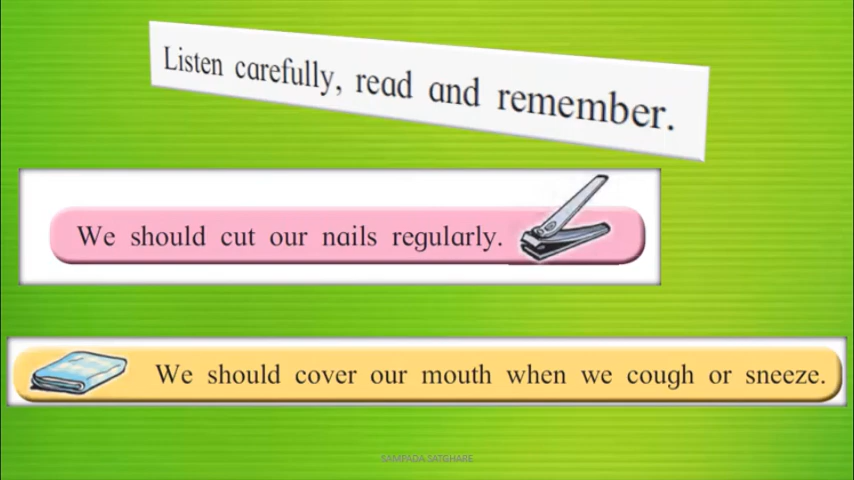 Listen carefully, read and remember.
We should cut our nails regularly.
We should cover our mouth when we cough or sneeze.
SAMPADA SATGHARE